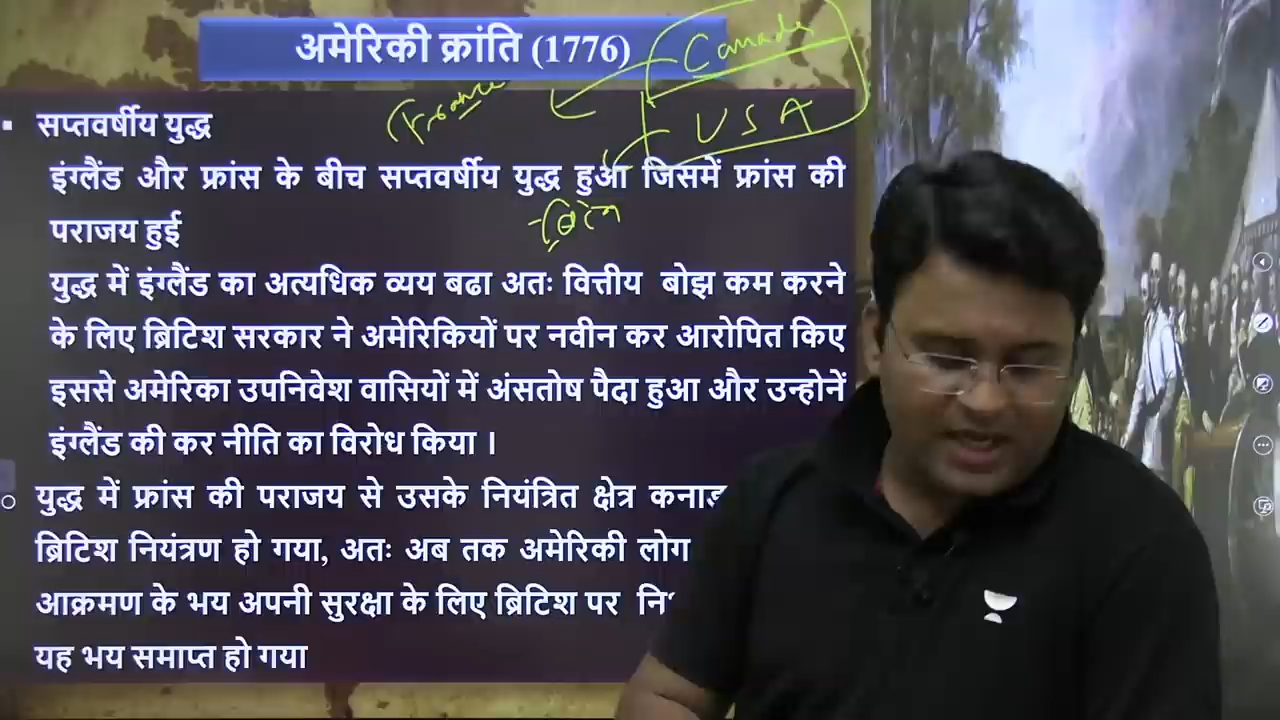 अमेरिकी क्रांति (1776)
Canada
France
USA
सप्तवर्षीय युद्ध
इंग्लैंड और फ्रांस के बीच सप्तवर्षीय युद्ध हुआ जिसमें फ्रांस की
पराजय हुई
युद्ध में इंग्लैंड का अत्यधिक व्यय बढा अतः वित्तीय बोझ कम करने
के लिए ब्रिटिश सरकार ने अमेरिकियों पर नवीन कर आरोपित किए
इससे अमेरिका उपनिवेश वासियों में अंसतोष पैदा हुआ और उन्होनें
इंग्लैंड की कर नीति का विरोध किया ।
युद्ध में फ्रांस की पराजय से उसके नियंत्रित क्षेत्र
ब्रिटिश नियंत्रण हो गया, अतः अब तक अमेरिकी लोग
आक्रमण के भय अपनी सुरक्षा के लिए ब्रिटिश पर
यह भय समाप्त हो गया